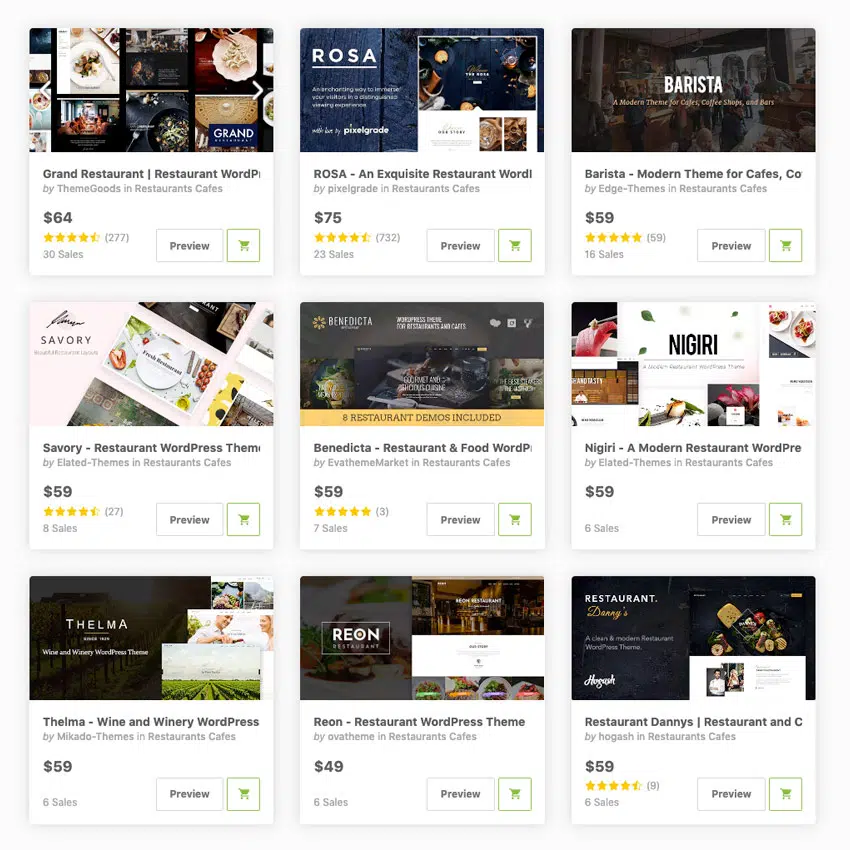 GRAND
RESTAURANT
Grand Restaurant | Restaurant WordPr
by ThemeGoods in Restaurants Cafes
$64
(277)
30 Sales
Preview
ROSA
An enchanting way to immerse
your visitors in a distinguished
viewing experience
with love by pixelgrade
Welcome
THE ROSA
OUR STORY
ROSA - An Exquisite Restaurant Word
by pixelgrade in Restaurants Cafes
$75
(732)
23 Sales
Preview
BARISTA
A Modern Theme for Cafes, Coffee Shops, and Bars
Barista - Modern Theme for Cafes, Co
by Edge-Themes in Restaurants Cafes
$59
(59)
16 Sales
Preview
SAVORY
Beautiful Restaurant Layouts
Fresh Restaurant
Savory - Restaurant WordPress Theme
by Elated-Themes in Restaurants Cafes
$59
(27)
8 Sales
Preview
BENEDICTA
WORDPRESS THEME
FOR RESTAURANTS AND CAFES
GOURMET AND
DELICIOUS CUISINE
8 RESTAURANT DEMOS INCLUDED
Benedicta - Restaurant & Food WordP
by EvathemeMarket in Restaurants Cafes
$59
(3)
7 Sales
Preview
NIGIRI
A Modern Restaurant WordPress Theme
GRAND TASTY
Nigiri - A Modern Restaurant WordPre
by Elated-Themes in Restaurants Cafes
$59
6 Sales
Preview
THELMA
SINCE 1929
Wine and Winery WordPress Theme
Thelma - Wine and Winery WordPress
by Mikado-Themes in Restaurants Cafes
$59
6 Sales
Preview
REON
RESTAURANT
REON RESTAURANT
OUR STORY
Reon - Restaurant WordPress Theme
by ovatheme in Restaurants Cafes
$49
6 Sales
Preview
RESTAURANT.
Danny's
A clean & modern Restaurant
WordPress Theme.
Hogash
DANNYS
Restaurant Dannys | Restaurant and C
by hogash in Restaurants Cafes
$59
(9)
6 Sales
Preview